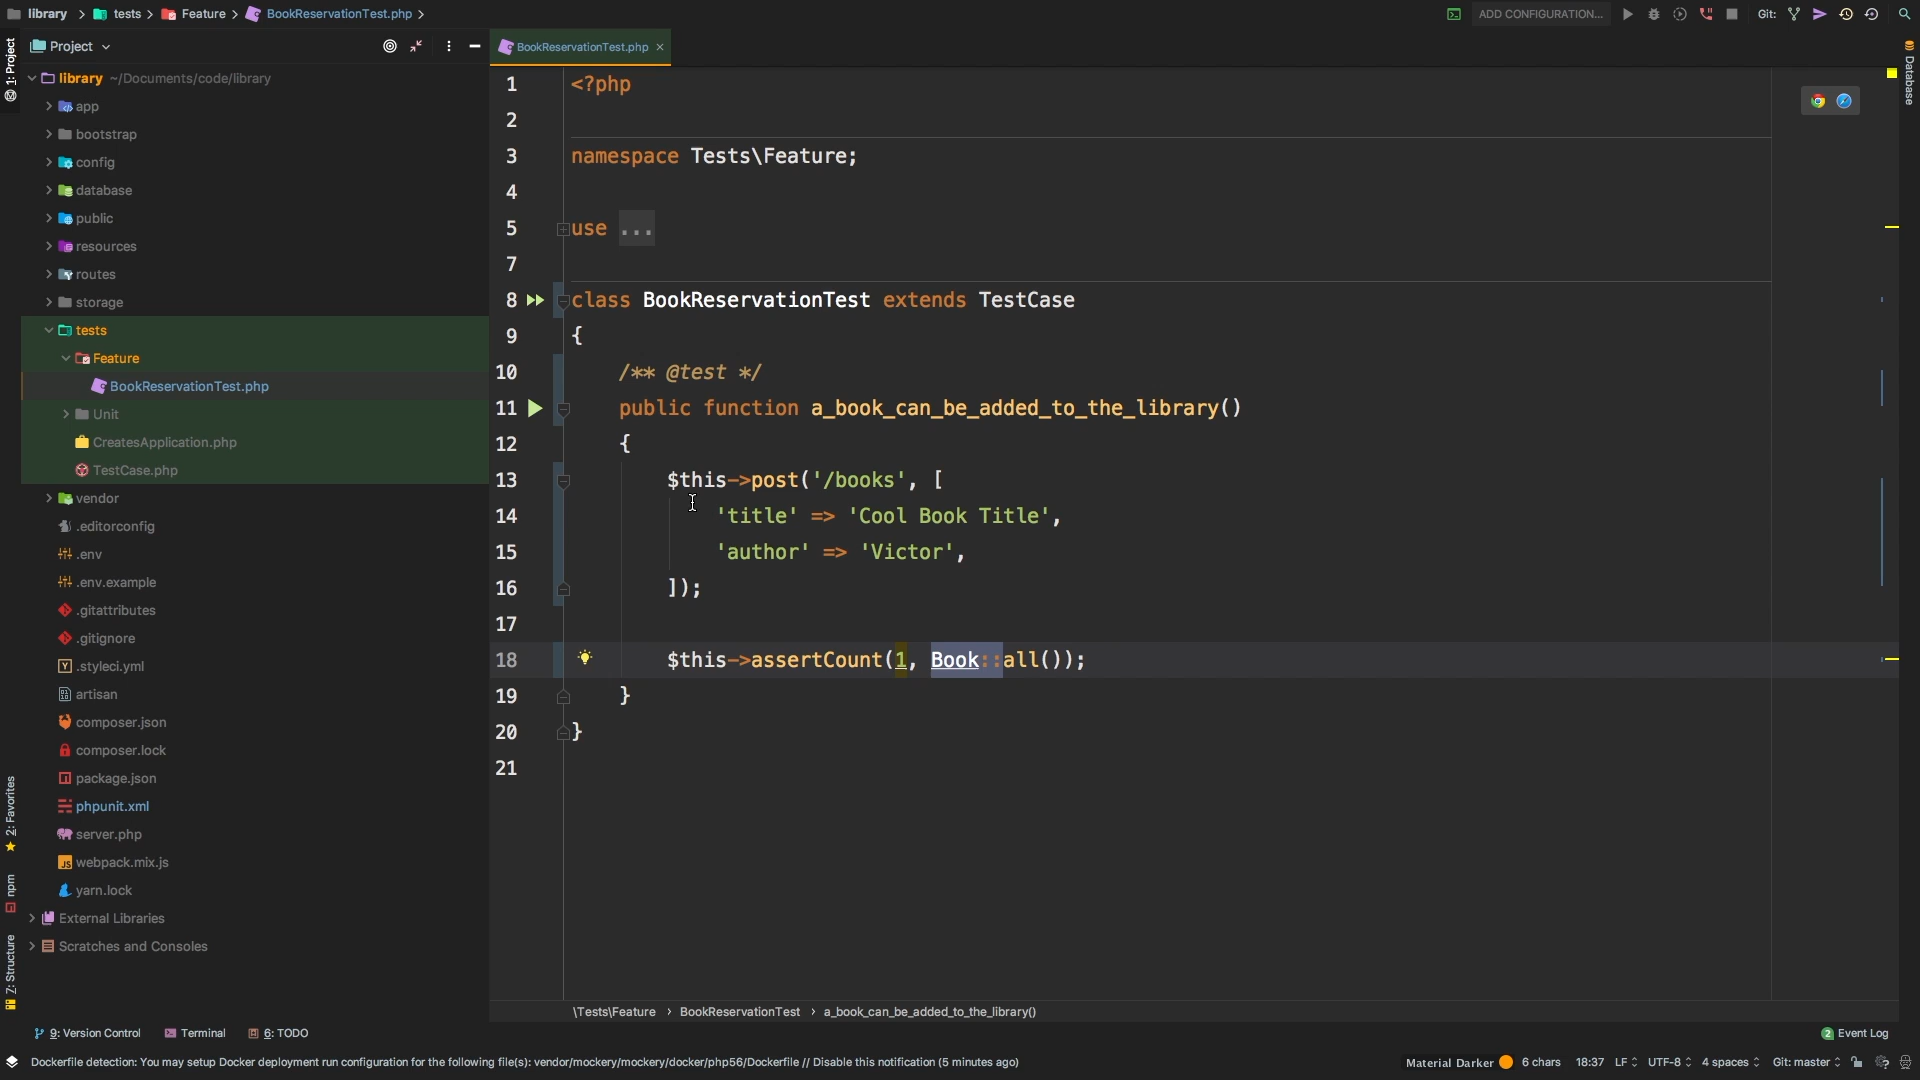 library > tests > Feature > BookReservationTest.php >
ADD CONFIGURATION...
Git:
1: Project
Project
BookReservationTest.php ×
Database
library ~/Documents/code/library
app
bootstrap
config
database
public
resources
routes
storage
tests
Feature
BookReservationTest.php
Unit
CreatesApplication.php
TestCase.php
vendor
.editorconfig
.env
.env.example
.gitattributes
.gitignore
.styleci.yml
artisan
composer.json
composer.lock
package.json
phpunit.xml
server.php
webpack.mix.js
yarn.lock
External Libraries
Scratches and Consoles
2: Favorites
npm
Z: Structure
1 <?php
2
3 namespace Tests\Feature;
4
5 use ...
7
8 class BookReservationTest extends TestCase
9 {
10 /** @test */
11 public function a_book_can_be_added_to_the_library()
12 {
13 $this->post('/books', [
14 'title' => 'Cool Book Title',
15 'author' => 'Victor',
16 ]);
17
18 $this->assertCount(1, Book::all());
19 }
20 }
21
\Tests\Feature > BookReservationTest > a_book_can_be_added_to_the_library()
9: Version Control
Terminal
6: TODO
2 Event Log
Dockerfile detection: You may setup Docker deployment run configuration for the following file(s): vendor/mockery/mockery/docker/php56/Dockerfile // Disable this notification (5 minutes ago)
Material Darker
6 chars
18:37
LF
UTF-8
4 spaces
Git: master